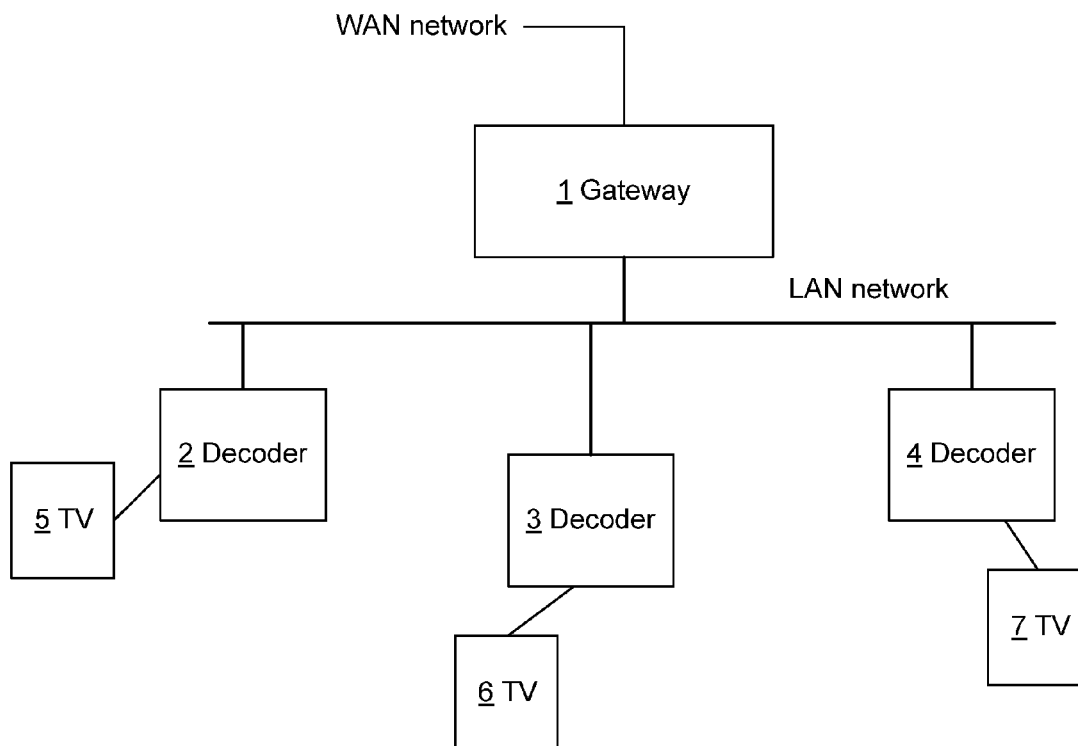 WAN network
1 Gateway
LAN network
2 Decoder
4 Decoder
5 TV
3 Decoder
7 TV
6 TV